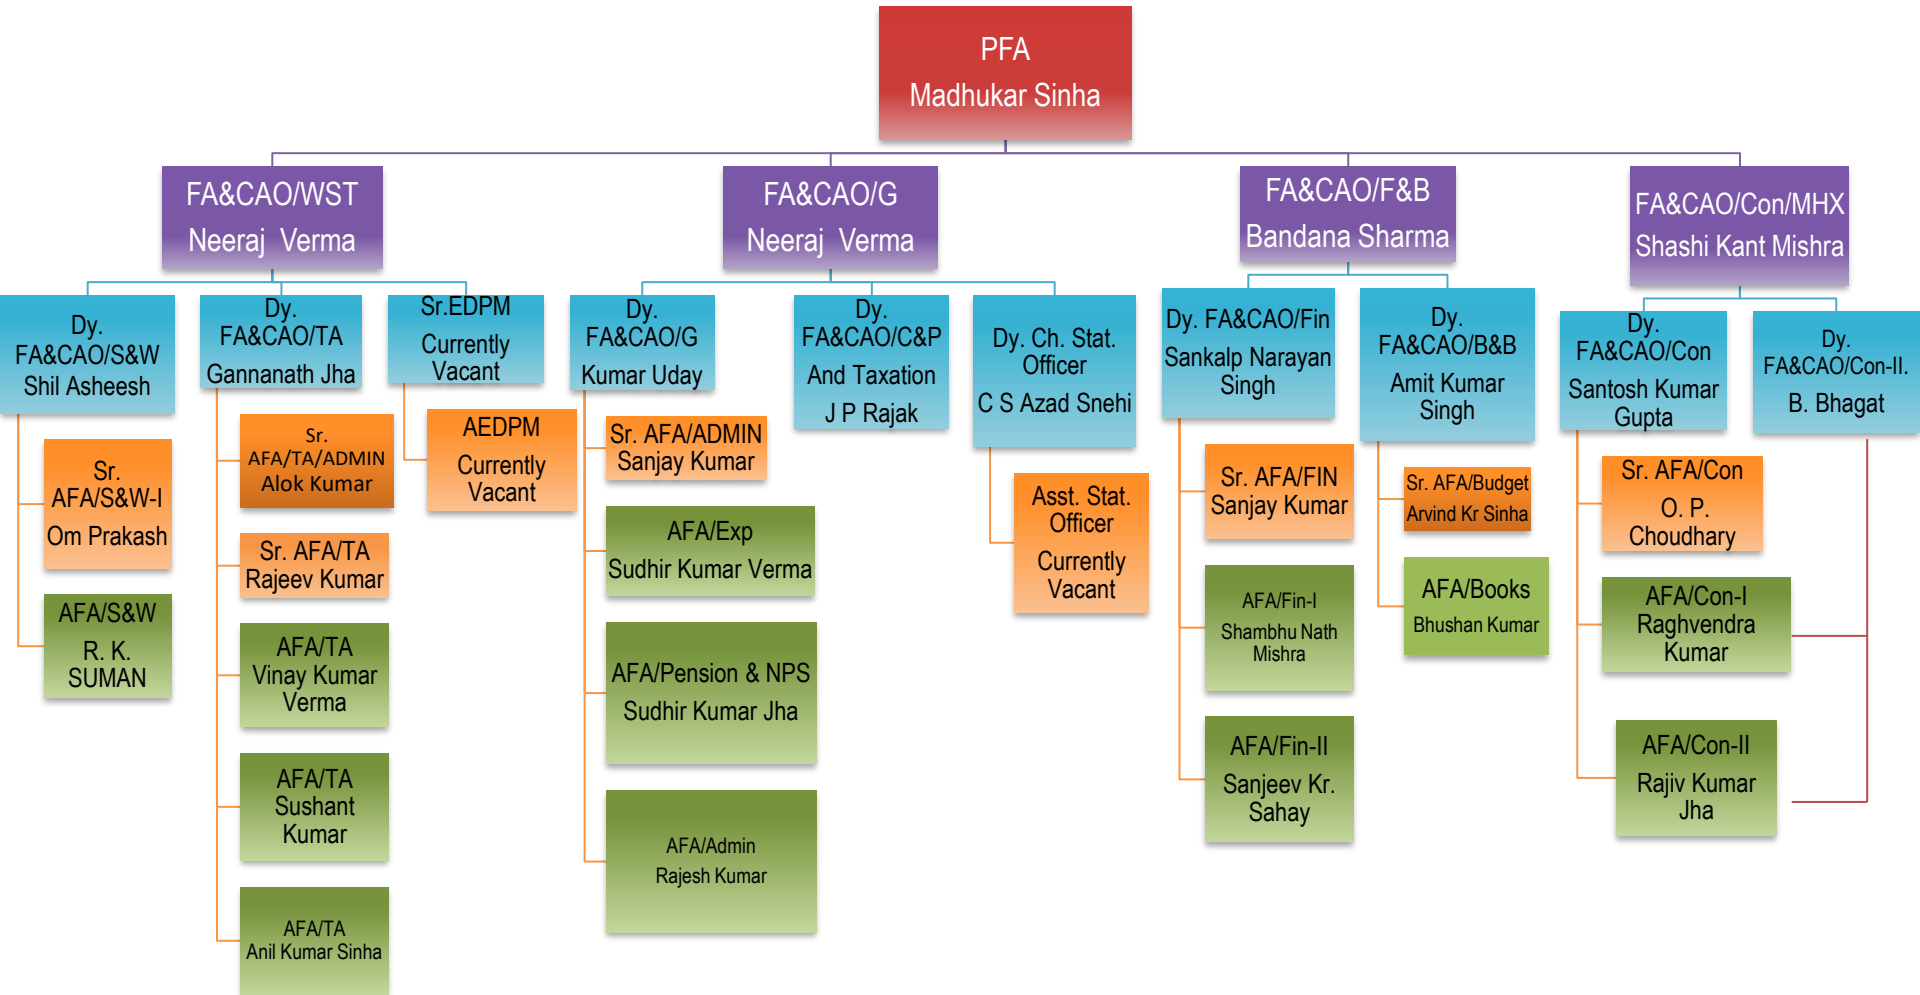 PFA
Madhukar Sinha
FA&CAO/WST
Neeraj Verma
FA&CAO/G
Neeraj Verma
FA&CAO/F&B
Bandana Sharma
FA&CAO/Con/MHX
Shashi Kant Mishra
Dy.
FA&CAO/S&W
Shil Asheesh
Sr.
AFA/S&W-I
Om Prakash
AFA/S&W
R. K.
SUMAN
Dy.
FA&CAO/TA
Gannanath Jha
Sr.
AFA/TA/ADMIN
Alok Kumar
Sr. AFA/TA
Rajeev Kumar
AFA/TA
Vinay Kumar
Verma
AFA/TA
Sushant
Kumar
AFA/TA
Anil Kumar Sinha
Sr.EDPM
Currently
Vacant
AEDPM
Currently
Vacant
Dy.
FA&CAO/G
Kumar Uday
Sr. AFA/ADMIN
Sanjay Kumar
AFA/Exp
Sudhir Kumar Verma
AFA/Pension & NPS
Sudhir Kumar Jha
AFA/Admin
Rajesh Kumar
Dy.
FA&CAO/C&P
And Taxation
J P Rajak
Dy. Ch. Stat.
Officer
C S Azad Snehi
Asst. Stat.
Officer
Currently
Vacant
Dy. FA&CAO/Fin
Sankalp Narayan
Singh
Sr. AFA/FIN
Sanjay Kumar
AFA/Fin-I
Shambhu Nath
Mishra
AFA/Fin-II
Sanjeev Kr.
Sahay
Dy.
FA&CAO/B&B
Amit Kumar
Singh
Sr. AFA/Budget
Arvind Kr Sinha
AFA/Books
Bhushan Kumar
Dy.
FA&CAO/Con
Santosh Kumar
Gupta
Sr. AFA/Con
O. P.
Choudhary
AFA/Con-I
Raghvendra
Kumar
AFA/Con-II
Rajiv Kumar
Jha
Dy.
FA&CAO/Con-II.
B. Bhagat